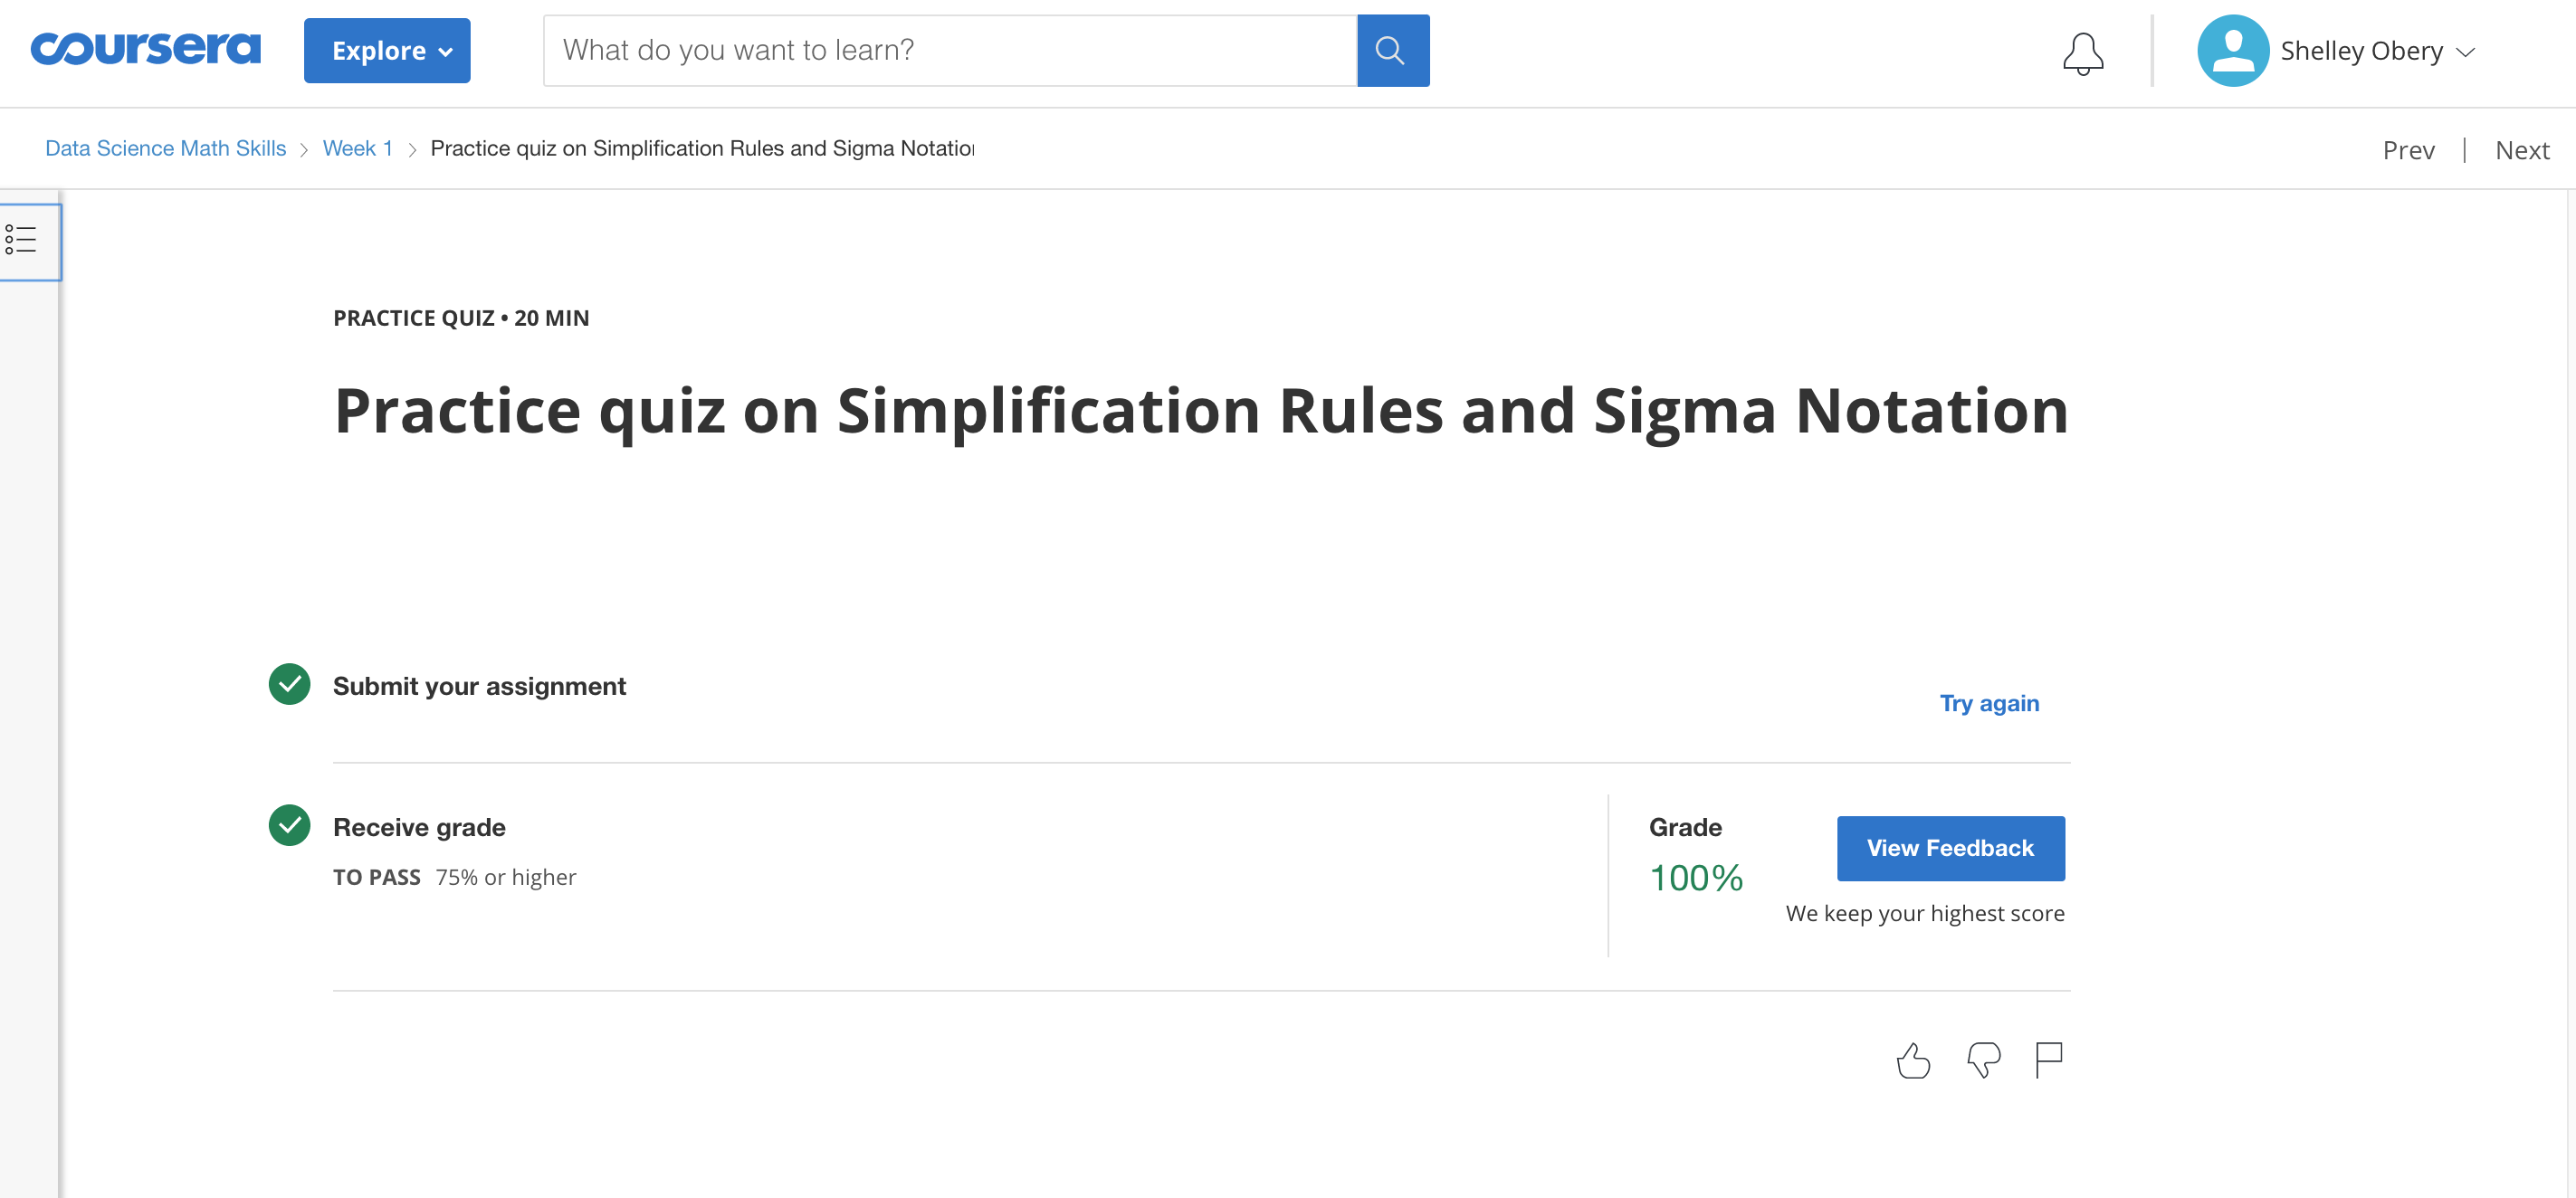 coursera Explore What do you want to learn? Shelley Obery
Data Science Math Skills > Week 1 > Practice quiz on Simplification Rules and Sigma Notation Prev | Next
PRACTICE QUIZ • 20 MIN
Practice quiz on Simplification Rules and Sigma Notation
Submit your assignment
Try again
Receive grade
TO PASS 75% or higher
Grade
100%
View Feedback
We keep your highest score